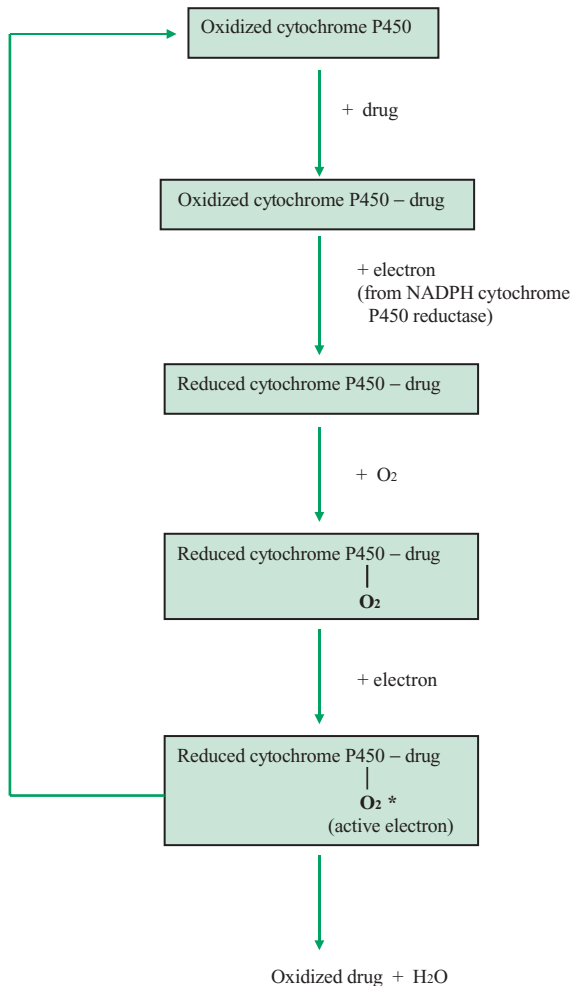 Oxidized cytochrome P450
+ drug
Oxidized cytochrome P450 – drug
+ electron
(from NADPH cytochrome
P450 reductase)
Reduced cytochrome P450 – drug
+ O₂
Reduced cytochrome P450 – drug
O₂
+ electron
Reduced cytochrome P450 – drug
O₂ *
(active electron)
Oxidized drug + H₂O